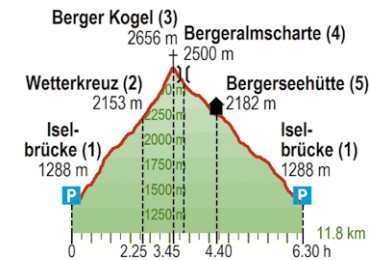 Berger Kogel (3)
2656 m
Bergeralmscharte (4)
2500 m
Wetterkreuz (2)
2153 m
Bergerseehütte (5)
2182 m
Isel-
brücke (1)
1288 m
Isel-
brücke (1)
1288 m
P
P
2250 m
2000 m
1750 m
1500 m
1250 m
11.8 km
0 2.25 3.45 4.40 6.30 h